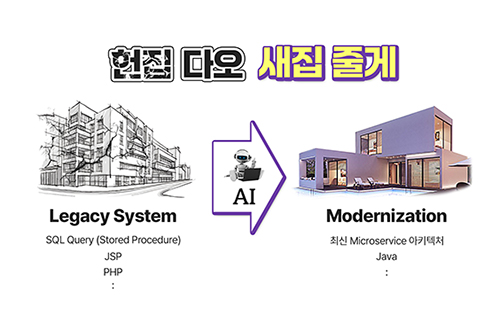 헌집 다오 새집 줄게
AI
Legacy System
SQL Query (Stored Procedure)
JSP
PHP
:
Modernization
최신 Microservice 아키텍처
Java
: